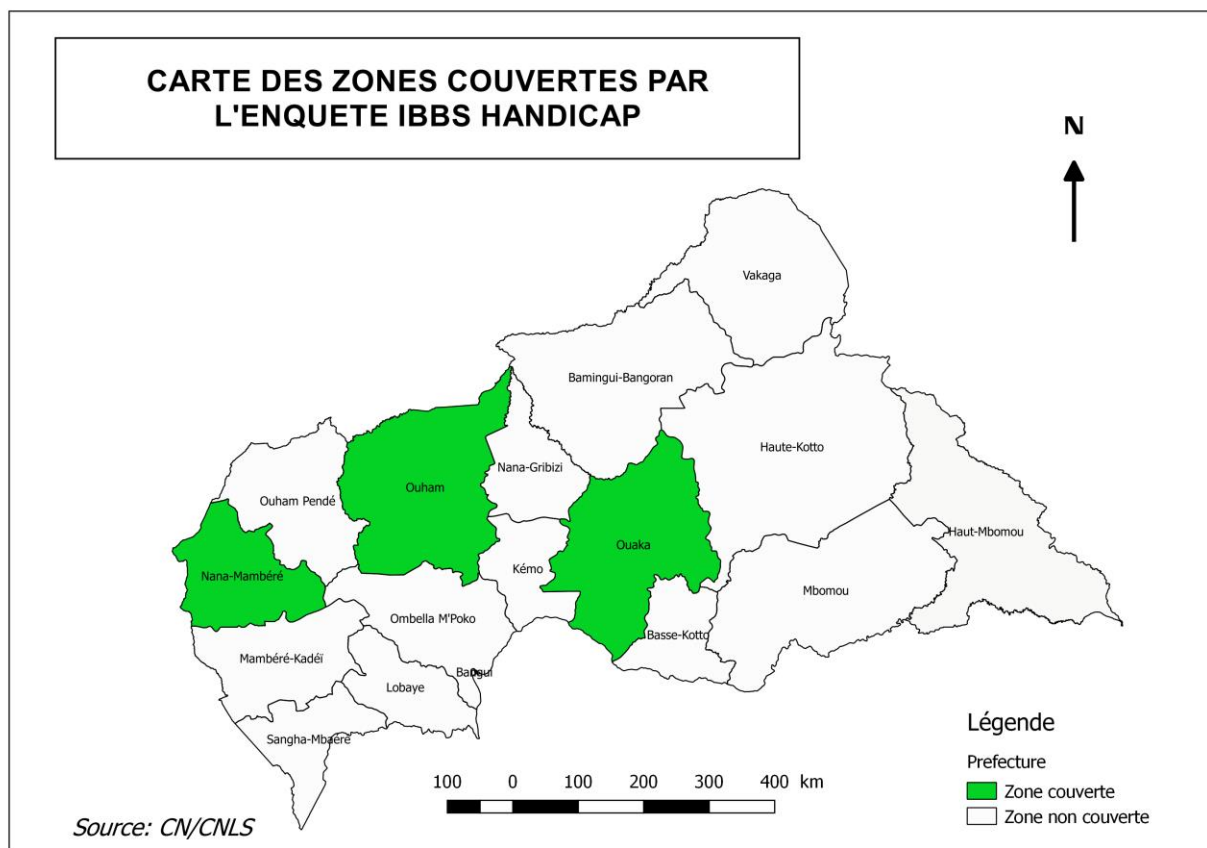 CARTE DES ZONES COUVERTES PAR
L'ENQUETE IBBS HANDICAP
N
Vakaga
Bamingui-Bangoran
Haute-Kotto
Nana-Gribizi
Ouham
Ouham Pendé
Haut-Mbomou
Ouaka
Kémo
Nana-Mambéré
Mbomou
Ombella M'Poko
Basse-Kotto
Mambéré-Kadéï
Bangui
Lobaye
Sangha-Mbaéré
Légende
Prefecture
Zone couverte
Zone non couverte
100 0 100 200 300 400 km
Source: CN/CNLS